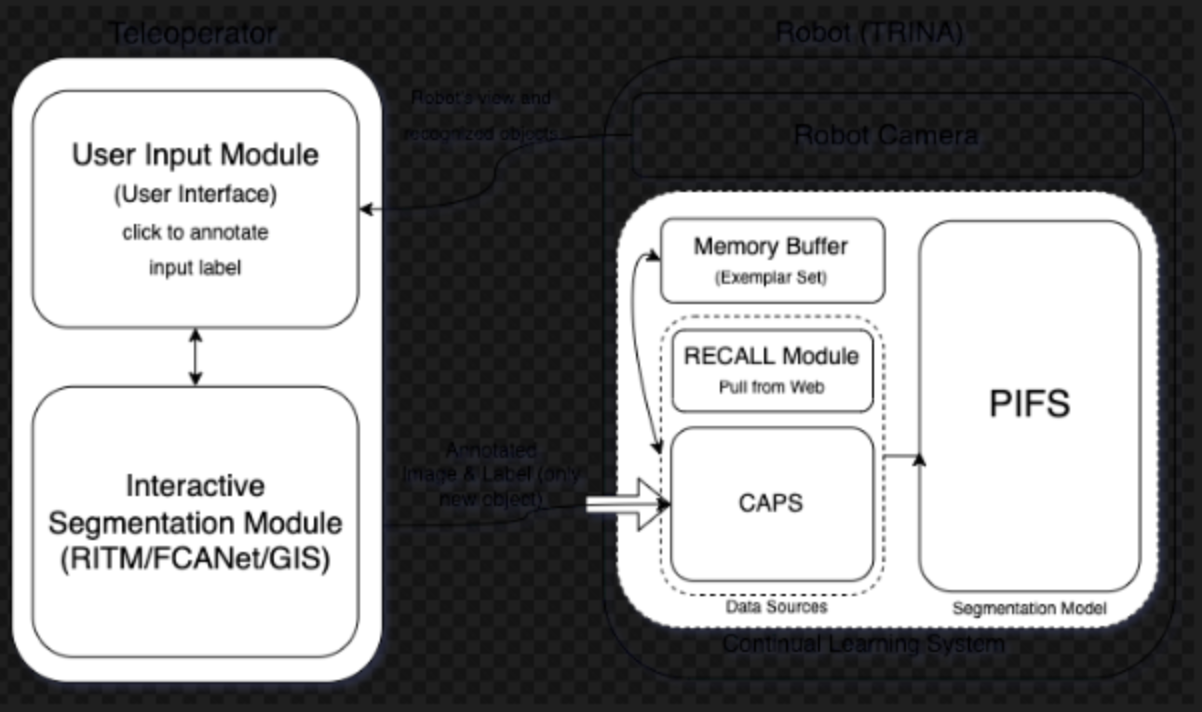 Teleoperator
User Input Module
(User Interface)
click to annotate
input label
Interactive
Segmentation Module
(RITM/FCANet/GIS)
Robot's view and
recognized objects
Annotated
Image & Label (only
new object)
Robot (TRINA)
Robot Camera
Memory Buffer
(Exemplar Set)
RECALL Module
Pull from Web
CAPS
Data Sources
PIFS
Segmentation Model
Continual Learning System